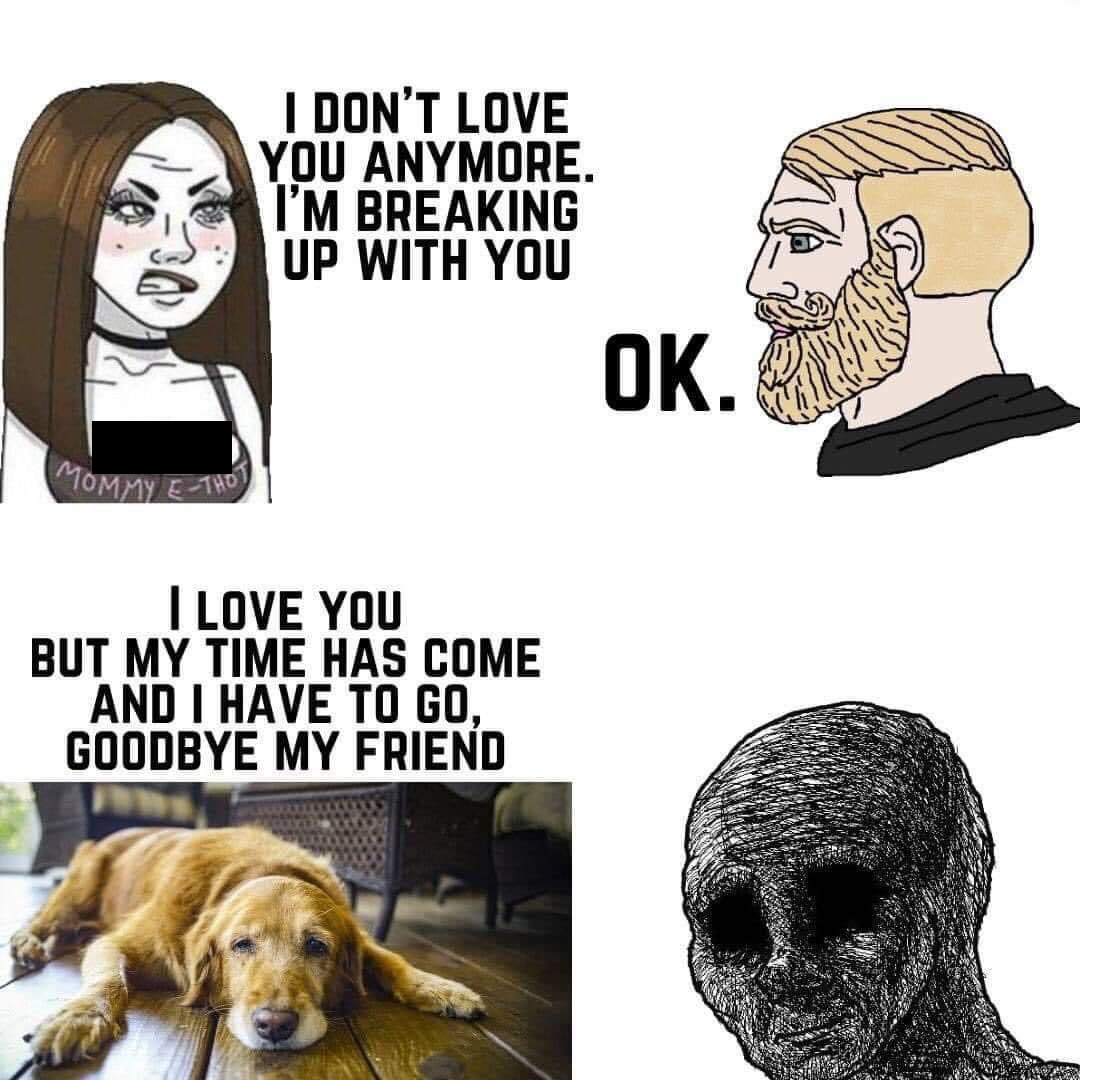 I DON'T LOVE
YOU ANYMORE.
I'M BREAKING
UP WITH YOU
OK.
MOMMY E-THOT
I LOVE YOU
BUT MY TIME HAS COME
AND I HAVE TO GO,
GOODBYE MY FRIEND